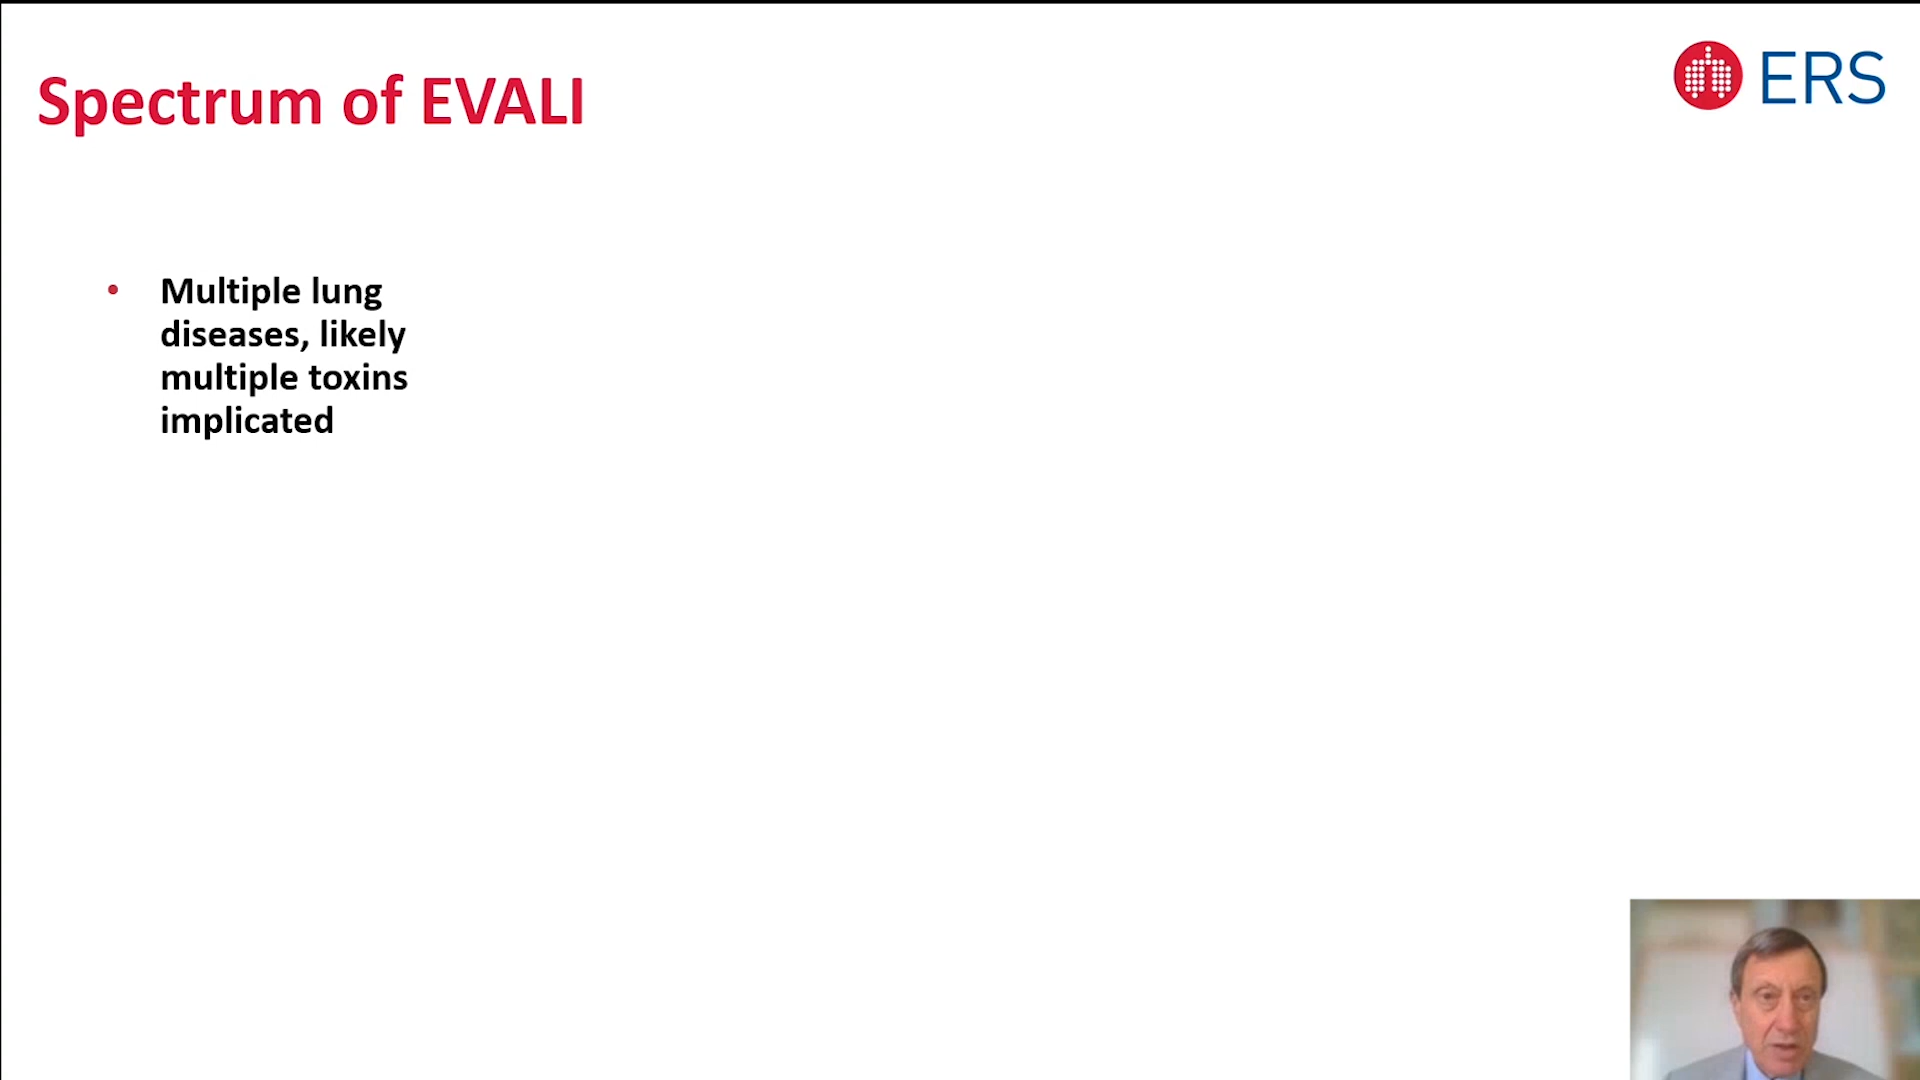 Spectrum of EVALI
ERS
• Multiple lung
diseases, likely
multiple toxins
implicated